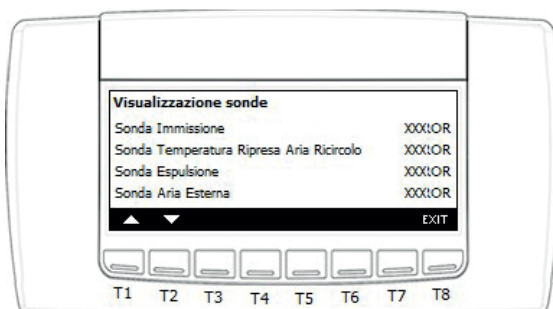 Visualizzazione sonde
Sonda Immissione XXX!OR
Sonda Temperatura Ripresa Aria Ricircolo XXX!OR
Sonda Espulsione XXX!OR
Sonda Aria Esterna XXX!OR
EXIT
T1 T2 T3 T4 T5 T6 T7 T8